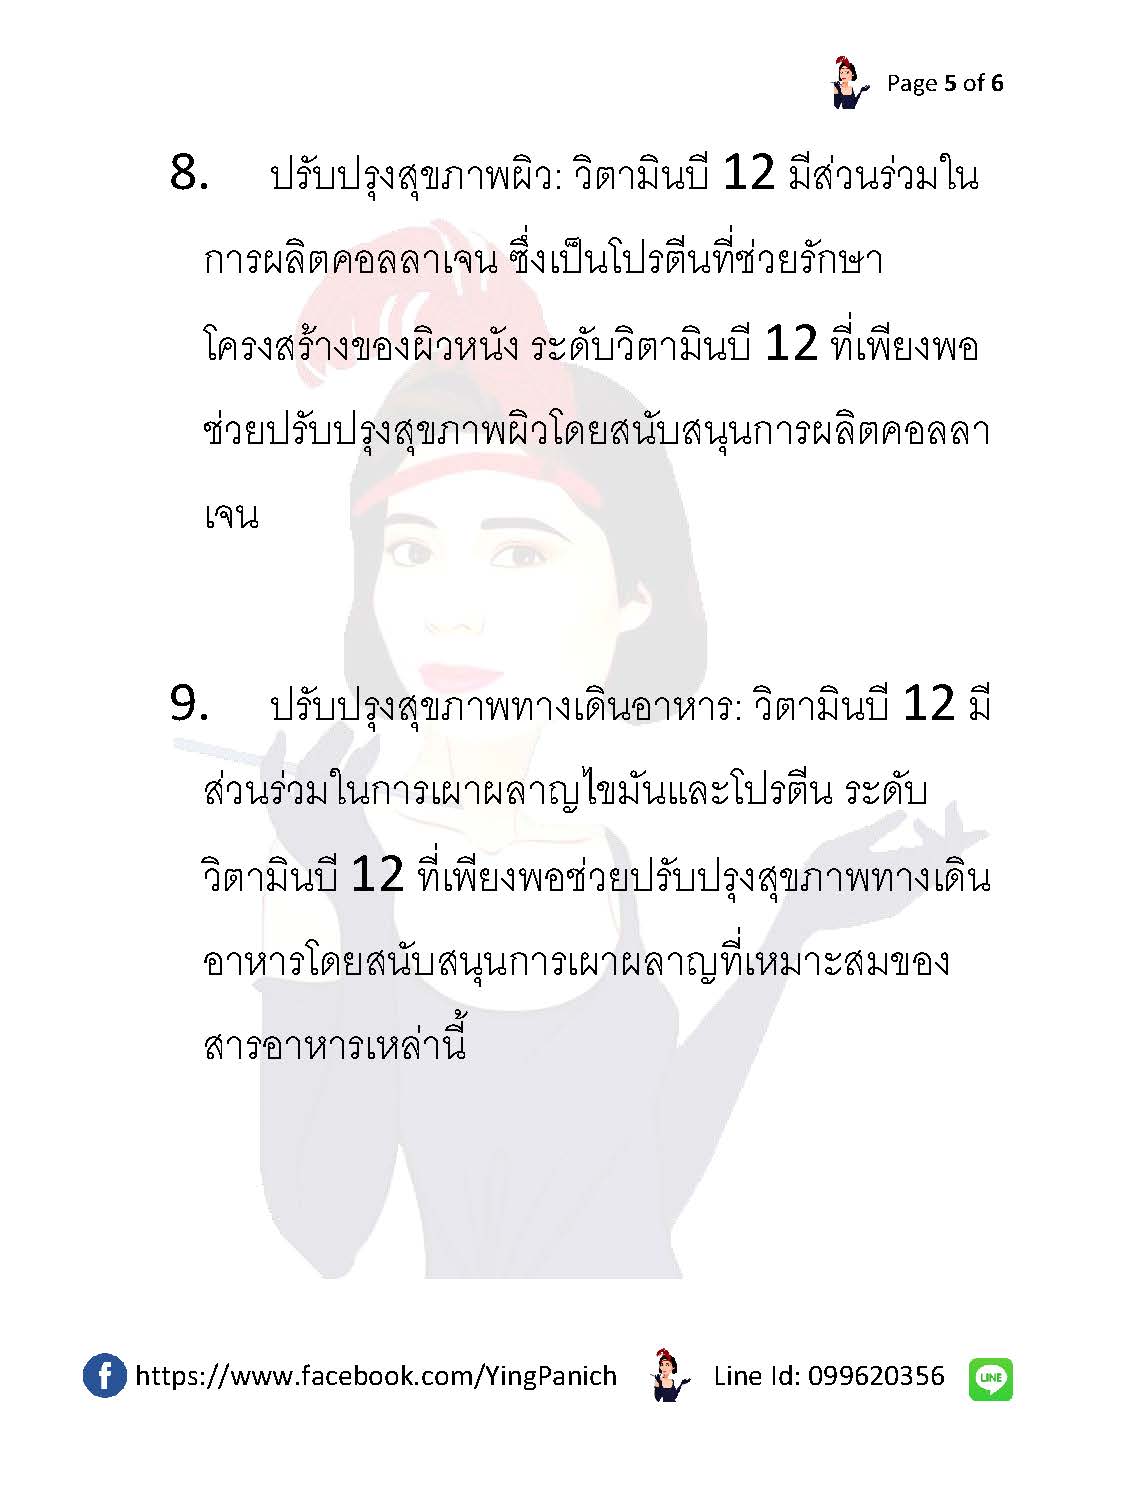 Page 5 of 6
8. ปรับปรุงสุขภาพผิว: วิตามินบี 12 มีส่วนร่วมใน
การผลิตคอลลาเจน ซึ่งเป็นโปรตีนที่ช่วยรักษา
โครงสร้างของผิวหนัง ระดับวิตามินบี 12 ที่เพียงพอ
ช่วยปรับปรุงสุขภาพผิวโดยสนับสนุนการผลิตคอลลา
เจน
9. ปรับปรุงสุขภาพทางเดินอาหาร: วิตามินบี 12 มี
ส่วนร่วมในการเผาผลาญไขมันและโปรตีน ระดับ
วิตามินบี 12 ที่เพียงพอช่วยปรับปรุงสุขภาพทางเดิน
อาหารโดยสนับสนุนการเผาผลาญที่เหมาะสมของ
สารอาหารเหล่านี้
f https://www.facebook.com/YingPanich Line Id: 099620356 LINE